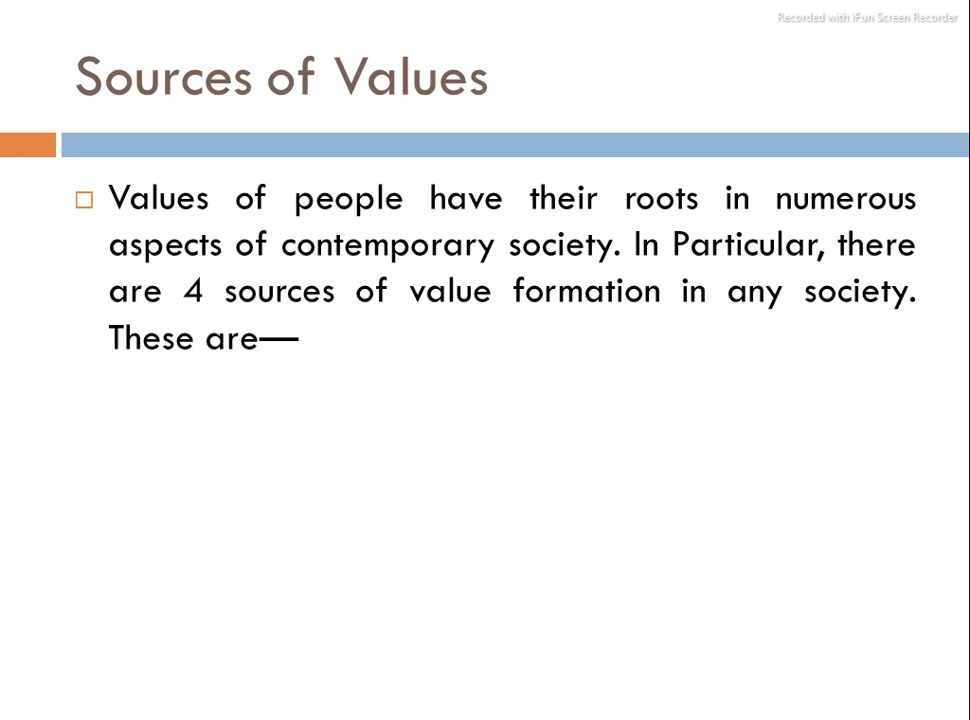 Recorded with iFun Screen Recorder
Sources of Values
Values of people have their roots in numerous
aspects of contemporary society. In Particular, there
are 4 sources of value formation in any society.
These are—